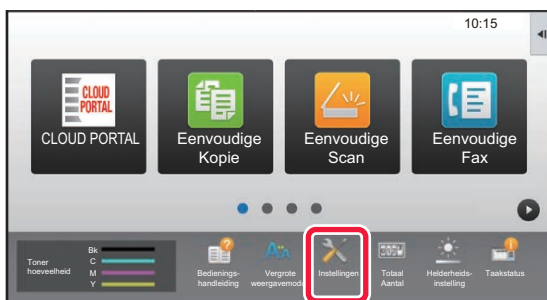 10:15
CLOUD
PORTAL
CLOUD PORTAL
Eenvoudige
Kopie
Eenvoudige
Scan
Eenvoudige
Fax
Toner
hoeveelheid
Bk
C
M
Y
Bedienings-
handleiding
Vergrote
weergavemodus
Instellingen
Totaal
Aantal
Helderheids-
instelling
Taakstatus